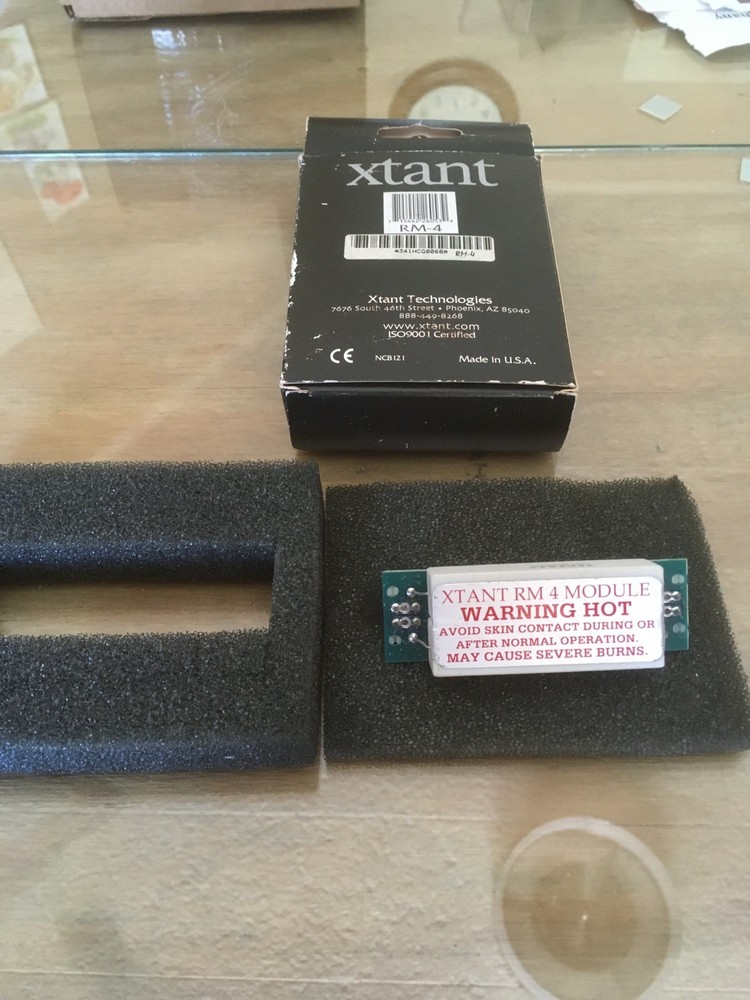 xtant
RM-4
RM-4
Xtant Technologies
7676 South 46th Street • Phoenix, AZ 85040
888-449-8268
www.xtant.com
ISO9001 Certified
CE NCB121 Made in U.S.A.
XTANT RM 4 MODULE
WARNING HOT
AVOID SKIN CONTACT DURING OR
AFTER NORMAL OPERATION.
MAY CAUSE SEVERE BURNS.